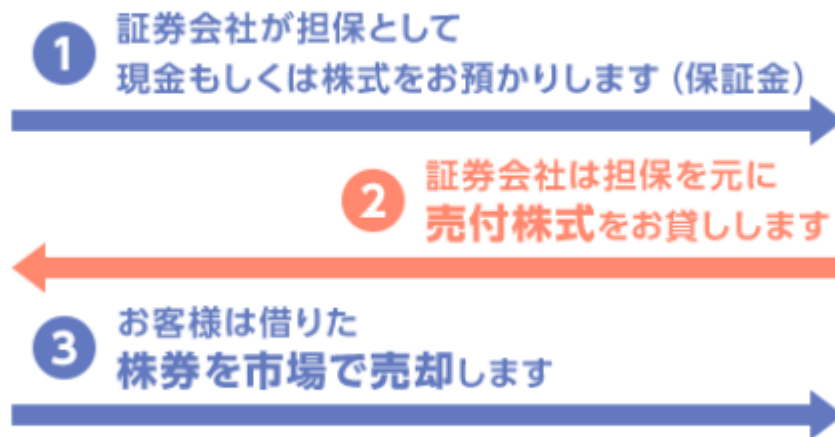 1 証券会社が担保として
現金もしくは株式をお預かりします（保証金）
2 証券会社は担保を元に
売付株式をお貸しします
3 お客様は借りた
株券を市場で売却します